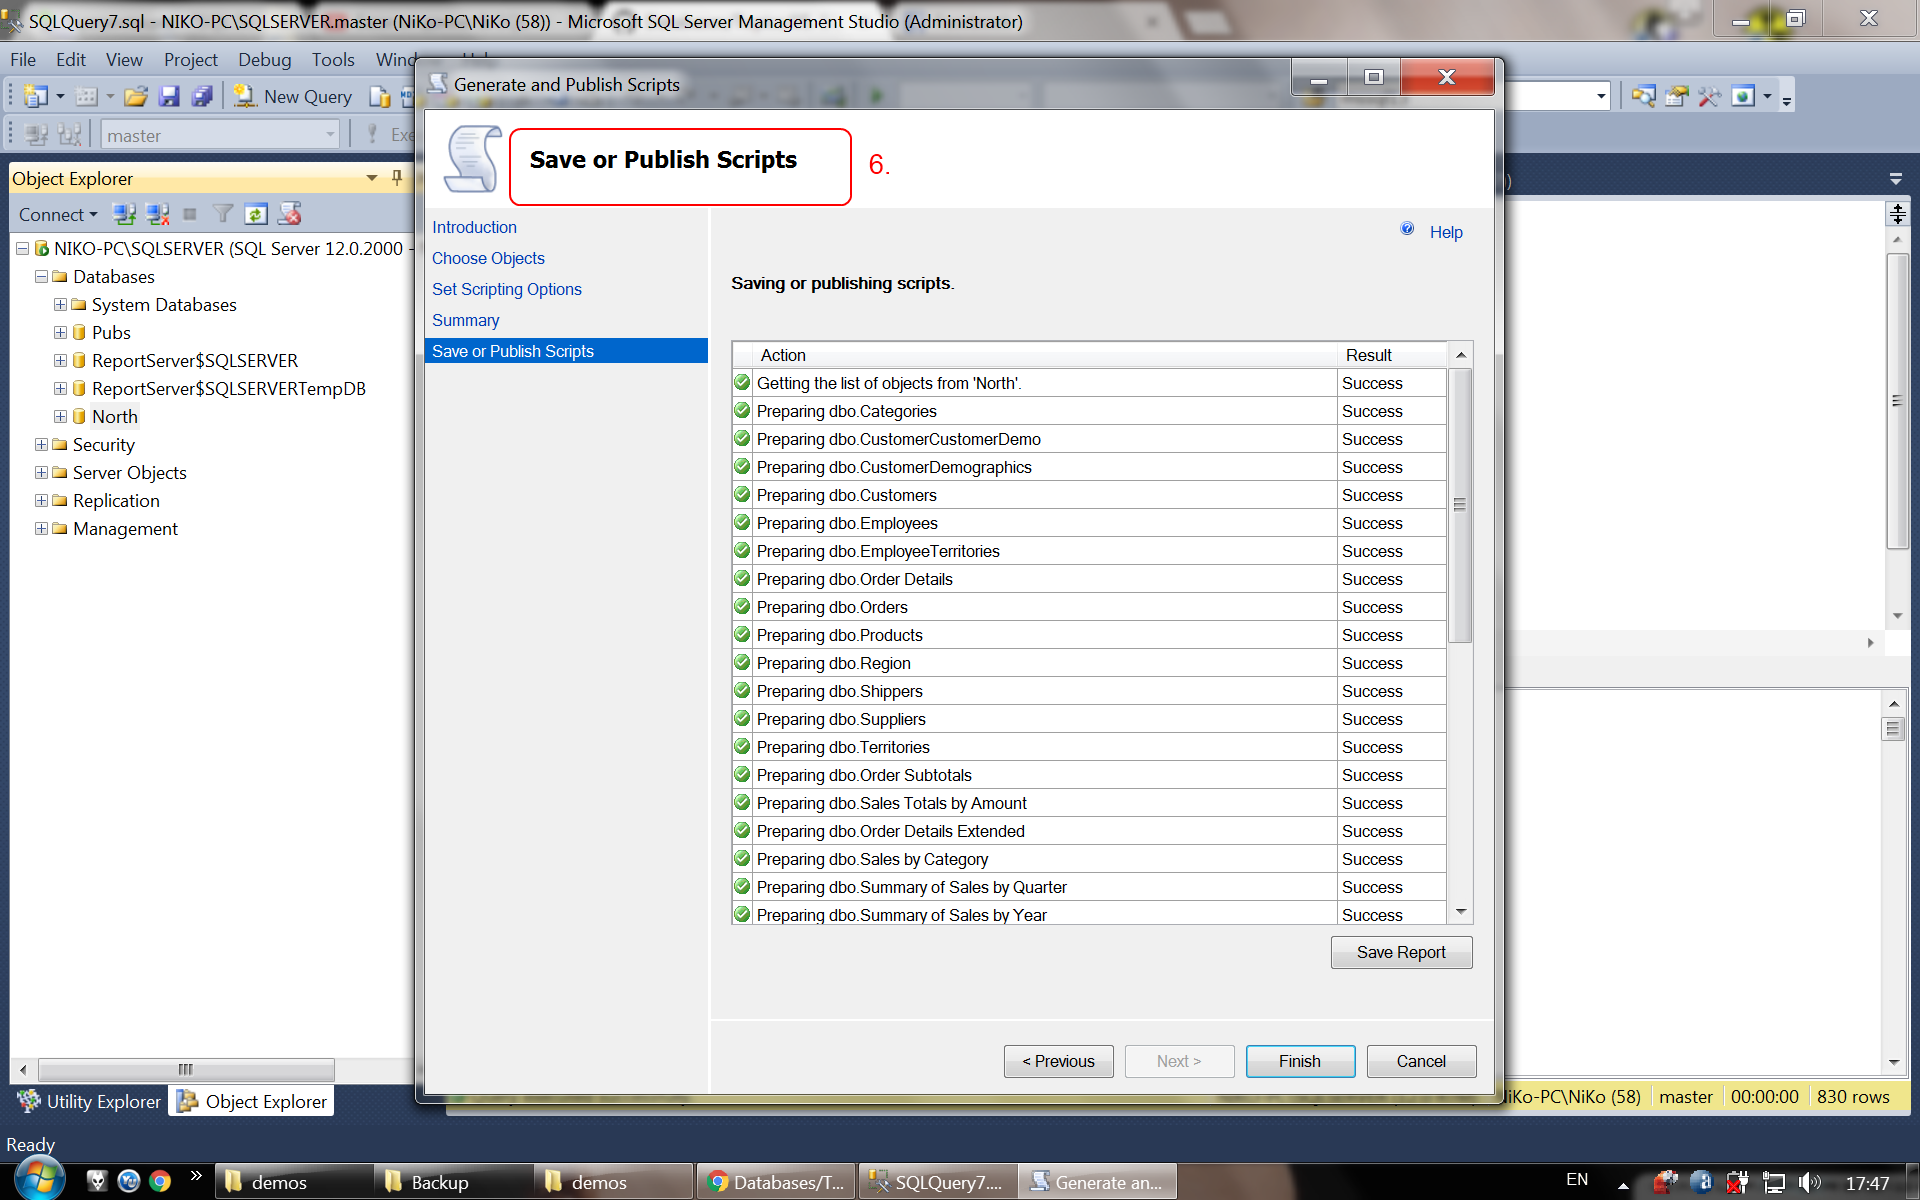 SQLQuery7.sql - NIKO-PC\SQLSERVER.master (NiKo-PC\NiKo (58)) - Microsoft SQL Server Management Studio (Administrator)
File Edit View Project Debug Tools
New Query
master
Generate and Publish Scripts
Save or Publish Scripts
6.
Object Explorer
Connect
NIKO-PC\SQLSERVER (SQL Server 12.0.2000 -
Databases
System Databases
Pubs
ReportServer$SQLSERVER
ReportServer$SQLSERVERTempDB
North
Security
Server Objects
Replication
Management
Introduction
Choose Objects
Set Scripting Options
Summary
Save or Publish Scripts
Help
Saving or publishing scripts.
Action Result
Getting the list of objects from 'North'. Success
Preparing dbo.Categories Success
Preparing dbo.CustomerCustomerDemo Success
Preparing dbo.CustomerDemographics Success
Preparing dbo.Customers Success
Preparing dbo.Employees Success
Preparing dbo.EmployeeTerritories Success
Preparing dbo.Order Details Success
Preparing dbo.Orders Success
Preparing dbo.Products Success
Preparing dbo.Region Success
Preparing dbo.Shippers Success
Preparing dbo.Suppliers Success
Preparing dbo.Territories Success
Preparing dbo.Order Subtotals Success
Preparing dbo.Sales Totals by Amount Success
Preparing dbo.Order Details Extended Success
Preparing dbo.Sales by Category Success
Preparing dbo.Summary of Sales by Quarter Success
Preparing dbo.Summary of Sales by Year Success
Save Report
< Previous Next > Finish Cancel
Utility Explorer Object Explorer
iKo-PC\NiKo (58) master 00:00:00 830 rows
Ready
demos Backup demos Databases/T... SQLQuery7.... Generate an... EN 17:47